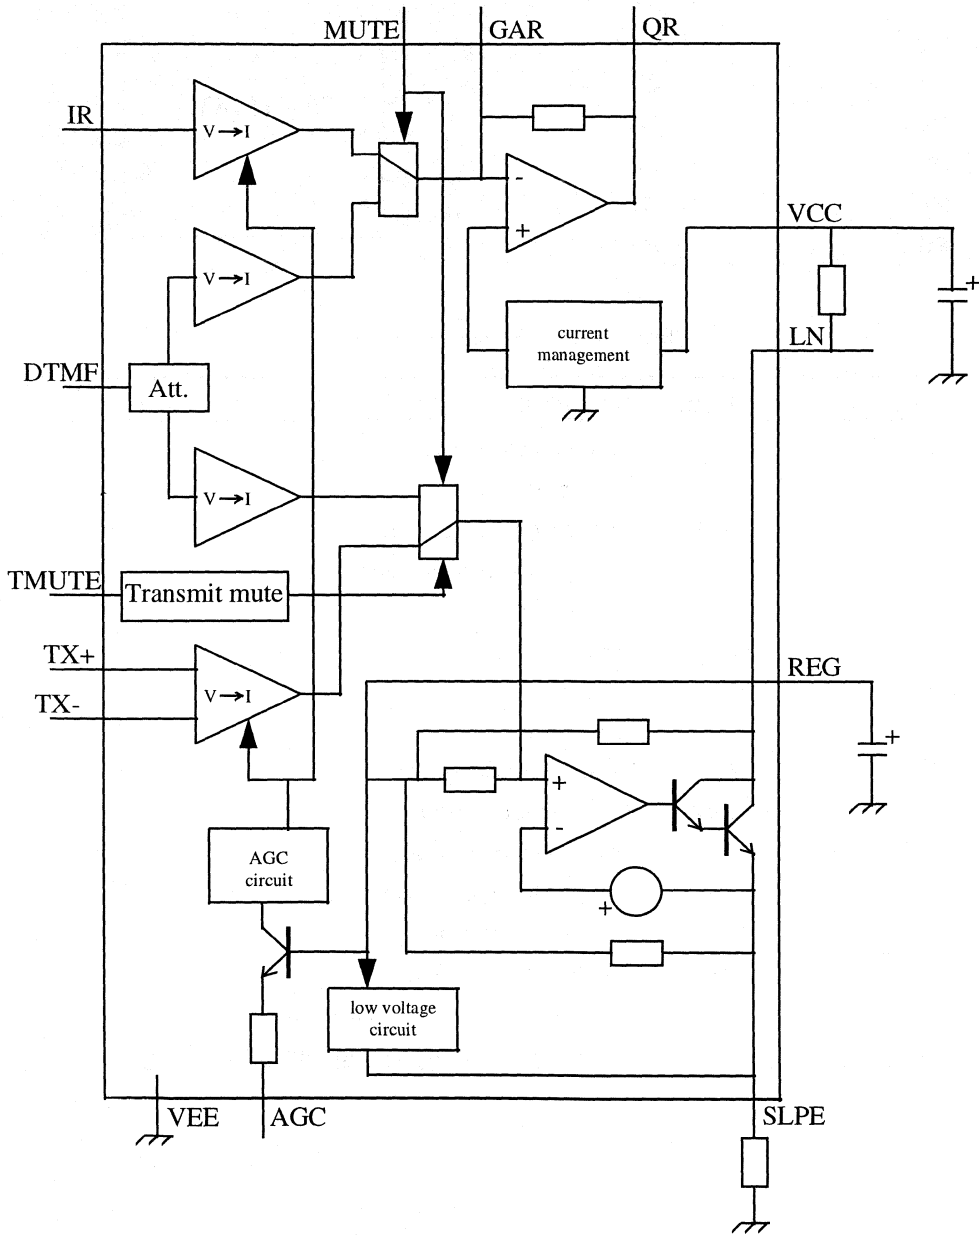 MUTE
GAR
QR
IR
V→I
-
+
VCC
+
V→I
current
management
LN
DTMF
Att.
V→I
TMUTE
Transmit mute
TX+
V→I
TX-
REG
+
+
-
AGC
circuit
+
low voltage
circuit
VEE
AGC
SLPE